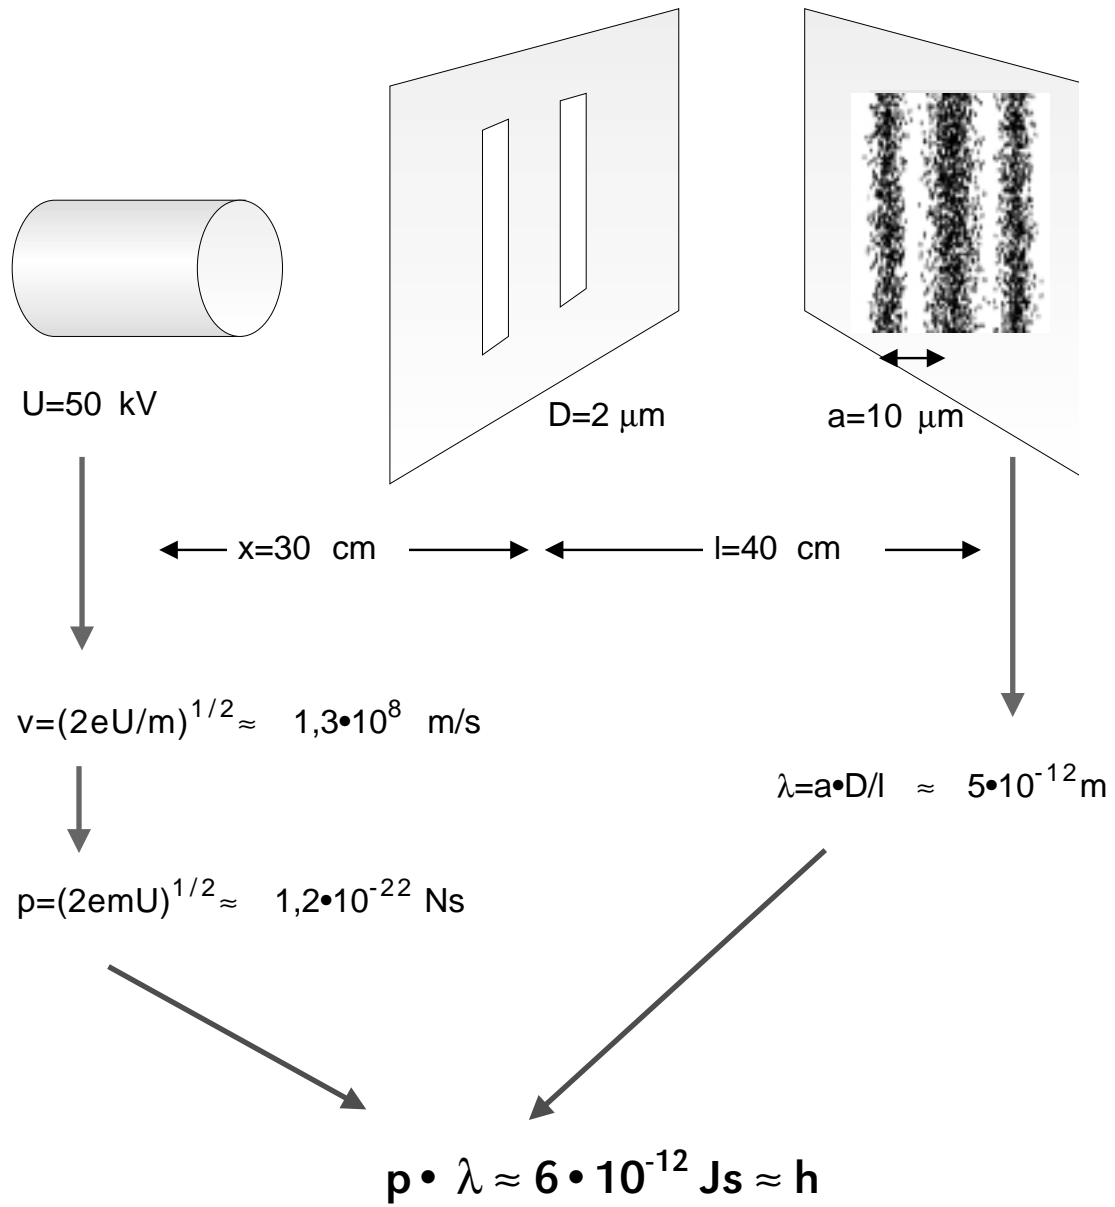 U=50 kV
D=2 μm
a=10 μm
x=30 cm
l=40 cm
v=(2eU/m)^1/2 ≈ 1,3•10^8 m/s
λ=a•D/l ≈ 5•10^-12 m
p=(2emU)^1/2 ≈ 1,2•10^-22 Ns
p • λ ≈ 6 • 10^-12 Js ≈ h